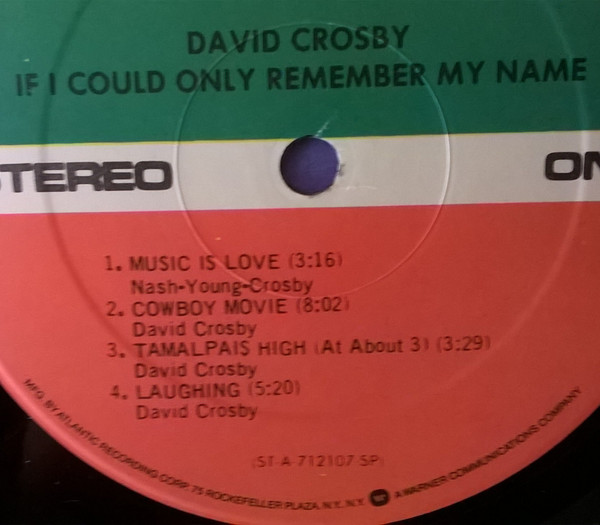 DAVID CROSBY
IF I COULD ONLY REMEMBER MY NAME
STEREO
ON
1. MUSIC IS LOVE (3:16)
Nash-Young-Crosby
2. COWBOY MOVIE (8:02)
David Crosby
3. TAMALPAIS HIGH (At About 3) (3:29)
David Crosby
4. LAUGHING (5:20)
David Crosby
(ST-A-712107 SP)
MFG. BY ATLANTIC RECORDING CORP. 75 ROCKEFELLER PLAZA, N.Y., N.Y. A WARNER COMMUNICATIONS COMPANY